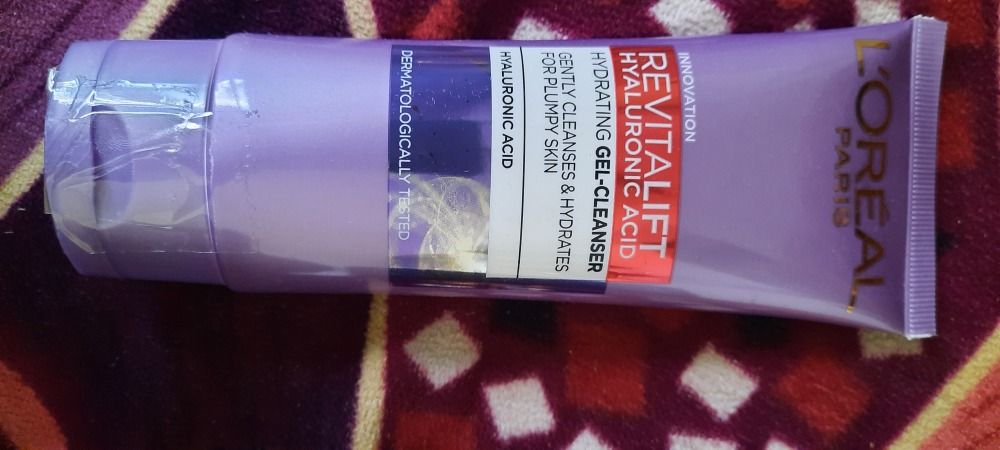 L'ORÉAL
PARIS
INNOVATION
REVITALIFT
HYALURONIC ACID
HYDRATING GEL-CLEANSER
GENTLY CLEANSES & HYDRATES
FOR PLUMPY SKIN
HYALURONIC ACID
DERMATOLOGICALLY TESTED